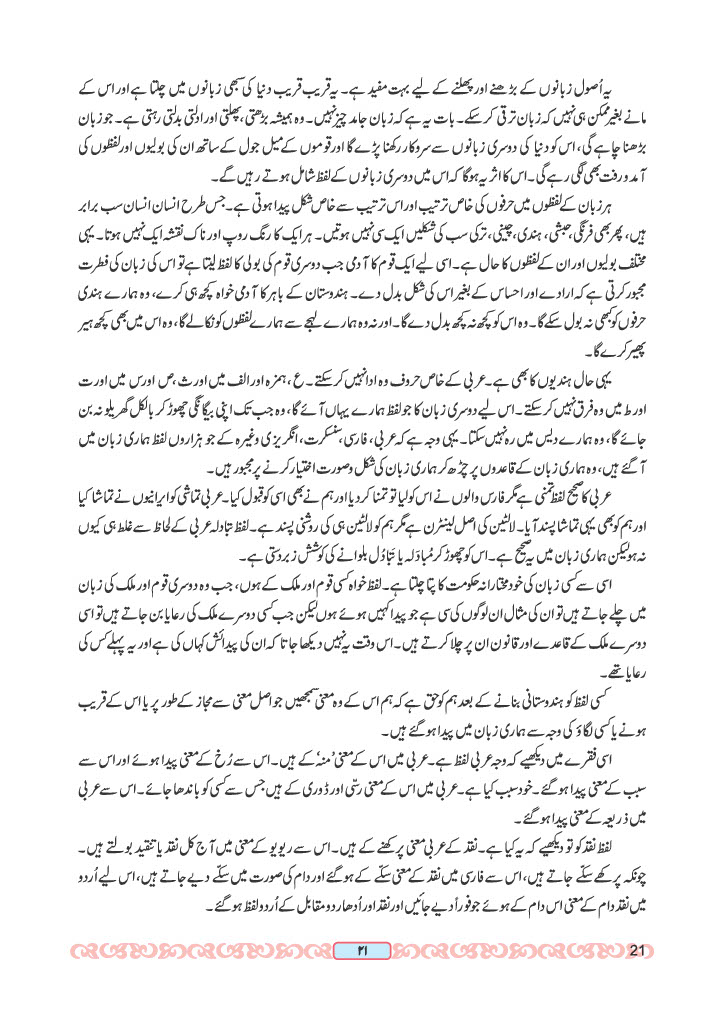 یہ اُصول زبانوں کے بڑھنے اور پھلنے کے لیے بہت مفید ہے۔ یہ قریب قریب دنیا کی سبھی زبانوں میں چلتا ہے اور اس کے
مانے بغیر ممکن ہی نہیں کہ زبان ترقی کرسکے۔ بات یہ ہے کہ زبان جامد چیز نہیں۔ وہ ہمیشہ بڑھتی، پھلتی اور ادلتی بدلتی رہتی ہے۔ جو زبان
بڑھنا چاہے گی، اس کو دنیا کی دوسری زبانوں سے سروکار رکھنا پڑے گا اور قوموں کے میل جول کے ساتھ ان کی بولیوں اور لفظوں کی
آمد و رفت بھی لگی رہے گی۔ اس کا اثر یہ ہوگا کہ اس میں دوسری زبانوں کے لفظ شامل ہوتے رہیں گے۔
ہر زبان کے لفظوں میں حرفوں کی خاص ترتیب اور اس ترتیب سے خاص شکل پیدا ہوتی ہے۔ جس طرح انسان انسان سب برابر
ہیں، پھر بھی فرنگی، حبشی، ہندی، چینی، ترکی سب کی شکلیں ایک سی نہیں ہوتیں۔ ہر ایک کا رنگ روپ اور ناک نقشہ ایک نہیں ہوتا۔ یہی
مختلف بولیوں اور ان کے لفظوں کا حال ہے۔ اسی لیے ایک قوم کا آدمی جب دوسری قوم کی بولی کا لفظ لیتا ہے تو اس کی زبان کی فطرت
مجبور کرتی ہے کہ ارادے اور احساس کے بغیر اس کی شکل بدل دے۔ ہندوستان کے باہر کا آدمی خواہ کچھ ہی کرے، وہ ہمارے ہندی
حرفوں کو کبھی نہ بول سکے گا۔ وہ اس کو کچھ نہ کچھ بدل دے گا۔ اور نہ وہ ہمارے لہجے سے ہمارے لفظوں کو نکالے گا، وہ اس میں بھی کچھ ہیر
پھیر کرے گا۔
یہی حال ہندیوں کا بھی ہے۔ عربی کے خاص حروف وہ ادا نہیں کرسکتے۔ ع، ہمزہ اور الف میں اور ث، ص اور س میں اور ت
اور ط میں وہ فرق نہیں کرسکتے۔ اس لیے دوسری زبان کا جو لفظ ہمارے یہاں آئے گا، وہ جب تک اپنی بیگانگی چھوڑ کر بالکل گھریلو نہ بن
جائے گا، وہ ہمارے دیس میں رہ نہیں سکتا۔ یہی وجہ ہے کہ عربی، فارسی، سنسکرت، انگریزی وغیرہ کے جو ہزاروں لفظ ہماری زبان میں
آگئے ہیں، وہ ہماری زبان کے قاعدوں پر چڑھ کر ہماری زبان کی شکل و صورت اختیار کرنے پر مجبور ہیں۔
عربی کا صحیح لفظ تمنی ہے مگر فارس والوں نے اس کو لیا تو تمنا کردیا اور ہم نے بھی اسی کو قبول کیا۔ عربی تماشی کو ایرانیوں نے تماشا کیا
اور ہم کو بھی یہی تماشا پسند آیا۔ لالٹین کی اصل لینٹرن ہے مگر ہم کو لالٹین ہی کی روشنی پسند ہے۔ لفظ تبادلہ عربی کے لحاظ سے غلط ہی کیوں
نہ ہو لیکن ہماری زبان میں یہ صحیح ہے۔ اس کو چھوڑ کر مُبادَلہ یا تبادُل بلوانے کی کوشش زبردستی ہے۔
اسی سے کسی زبان کی خودمختارانہ حکومت کا پتا چلتا ہے۔ لفظ خواہ کسی قوم اور ملک کے ہوں، جب وہ دوسری قوم اور ملک کی زبان
میں چلے جاتے ہیں تو ان کی مثال ان لوگوں کی سی ہے جو پیدا کہیں ہوئے ہوں لیکن جب کسی دوسرے ملک کی رعایا بن جاتے ہیں تو اسی
دوسرے ملک کے قاعدے اور قانون ان پر چلا کرتے ہیں۔ اس وقت یہ نہیں دیکھا جاتا کہ ان کی پیدائش کہاں کی ہے اور یہ پہلے کس کی
رعایا تھے۔
کسی لفظ کو ہندوستانی بنانے کے بعد ہم کو حق ہے کہ ہم اس کے وہ معنی سمجھیں جو اصل معنی سے مجاز کے طور پر یا اس کے قریب
ہونے یا کسی لگاؤ کی وجہ سے ہماری زبان میں پیدا ہوگئے ہیں۔
اسی فقرے میں دیکھیے کہ وجہ عربی لفظ ہے۔ عربی میں اس کے معنی ’منہ‘ کے ہیں۔ اس سے رُخ کے معنی پیدا ہوئے اور اس سے
سبب کے معنی پیدا ہوگئے۔ خود سبب کیا ہے۔ عربی میں اس کے معنی رسّی اور ڈوری کے ہیں جس سے کسی کو باندھا جائے۔ اس سے عربی
میں ذریعہ کے معنی پیدا ہوگئے۔
لفظ نقد کو تو دیکھیے کہ یہ کیا ہے۔ نقد کے عربی معنی پرکھنے کے ہیں۔ اس سے ریویو کے معنی میں آج کل نقد یا تنقید بولتے ہیں۔
چونکہ پرکھے سکّے جاتے ہیں، اس سے فارسی میں نقد کے معنی سکّے کے ہوگئے اور دام کی صورت میں سکّے دیے جاتے ہیں، اس لیے اُردو
میں نقد دام کے معنی اس دام کے ہوئے جو فوراً دیے جائیں اور نقد اور اُدھار دو مقابل کے اُردو لفظ ہوگئے۔
۲۱
21